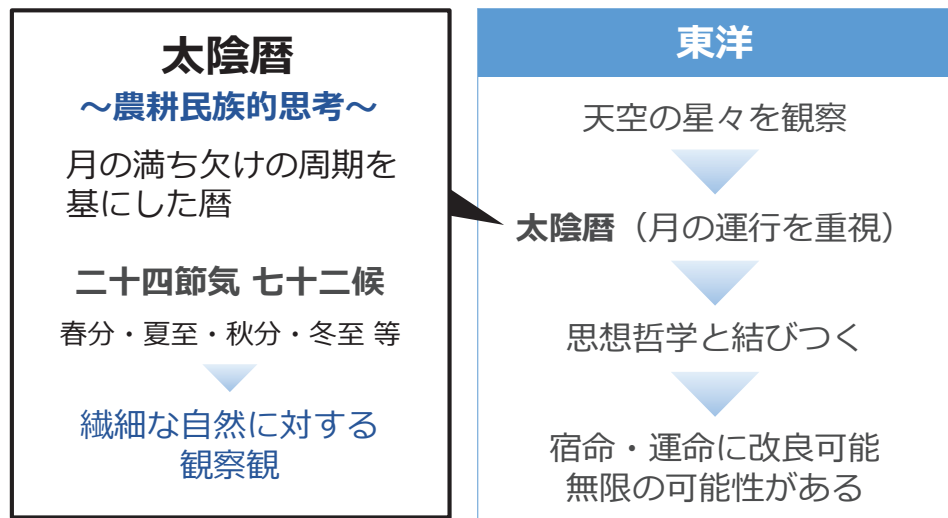 太陰暦
～農耕民族的思考～
月の満ち欠けの周期を
基にした暦
二十四節気 七十二候
春分・夏至・秋分・冬至 等
繊細な自然に対する
観察観
東洋
天空の星々を観察
太陰暦（月の運行を重視）
思想哲学と結びつく
宿命・運命に改良可能
無限の可能性がある